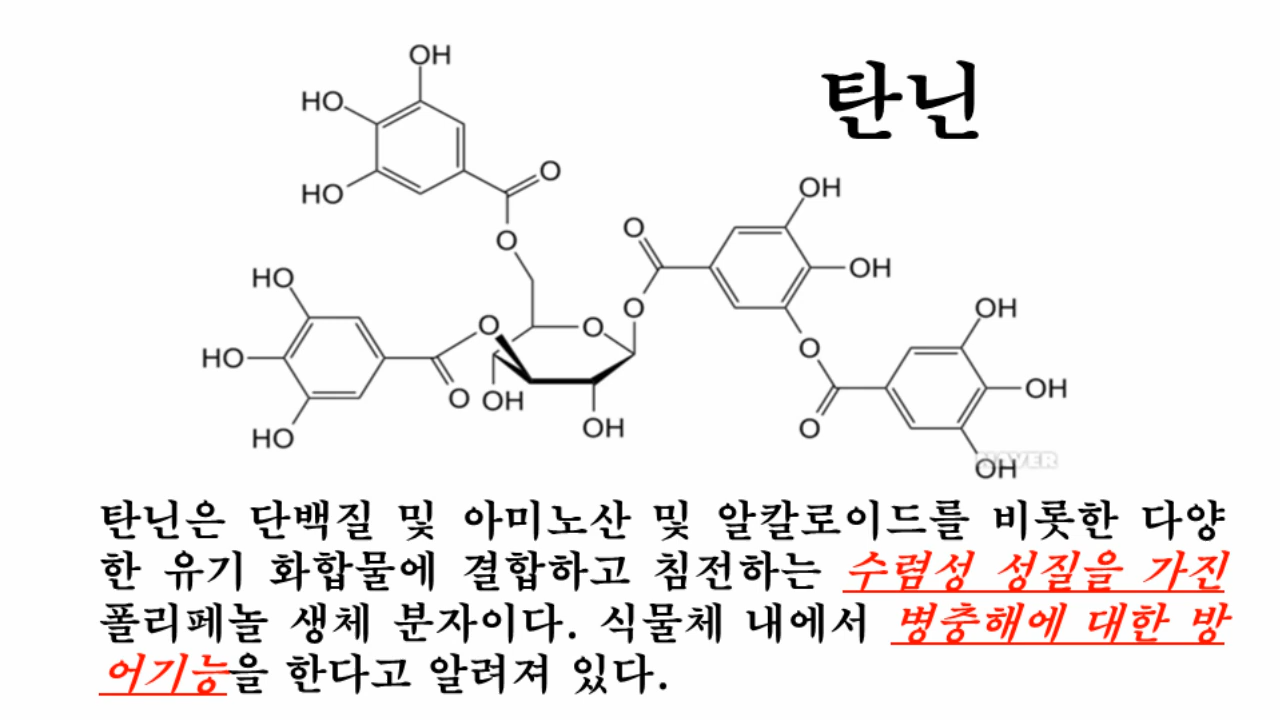 탄닌
OH
HO
HO
O
O
OH
O
OH
HO
O
OH
O
O
HO
O
OH
O
OH
OH
O
OH
HO
OH
NAVER
탄닌은 단백질 및 아미노산 및 알칼로이드를 비롯한 다양
한 유기 화합물에 결합하고 침전하는 수렴성 성질을 가진
폴리페놀 생체 분자이다. 식물체 내에서 병충해에 대한 방
어기능을 한다고 알려져 있다.